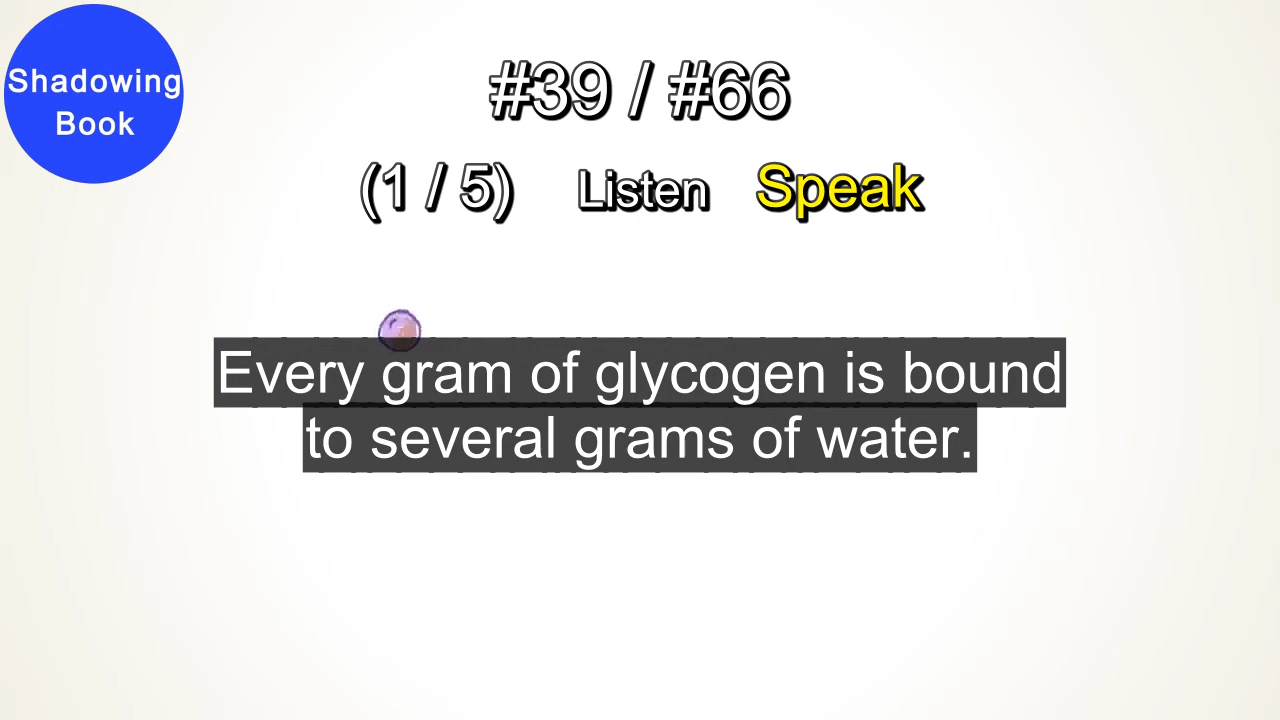 Shadowing
Book
#39 / #66
(1 / 5) Listen Speak
Every gram of glycogen is bound
to several grams of water.